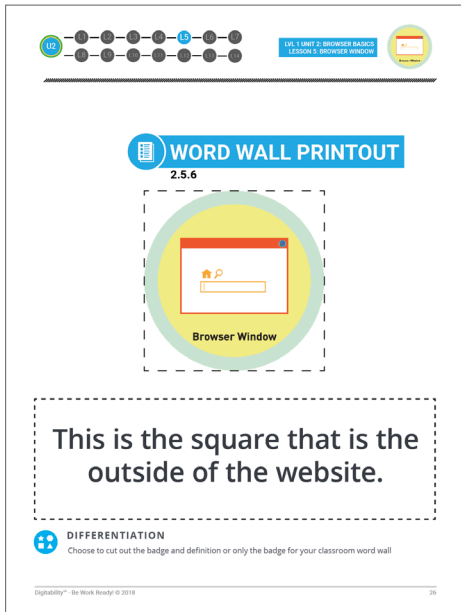 U2
L1 L2 L3 L4 L5 L6 L7
L8 L9 L10 L11 L12 L13 L14
LVL 1 UNIT 2: BROWSER BASICS
LESSON 5: BROWSER WINDOW
Browser Window
WORD WALL PRINTOUT
2.5.6
Browser Window
This is the square that is the
outside of the website.
DIFFERENTIATION
Choose to cut out the badge and definition or only the badge for your classroom word wall
Digitability™ - Be Work Ready! © 2018
26